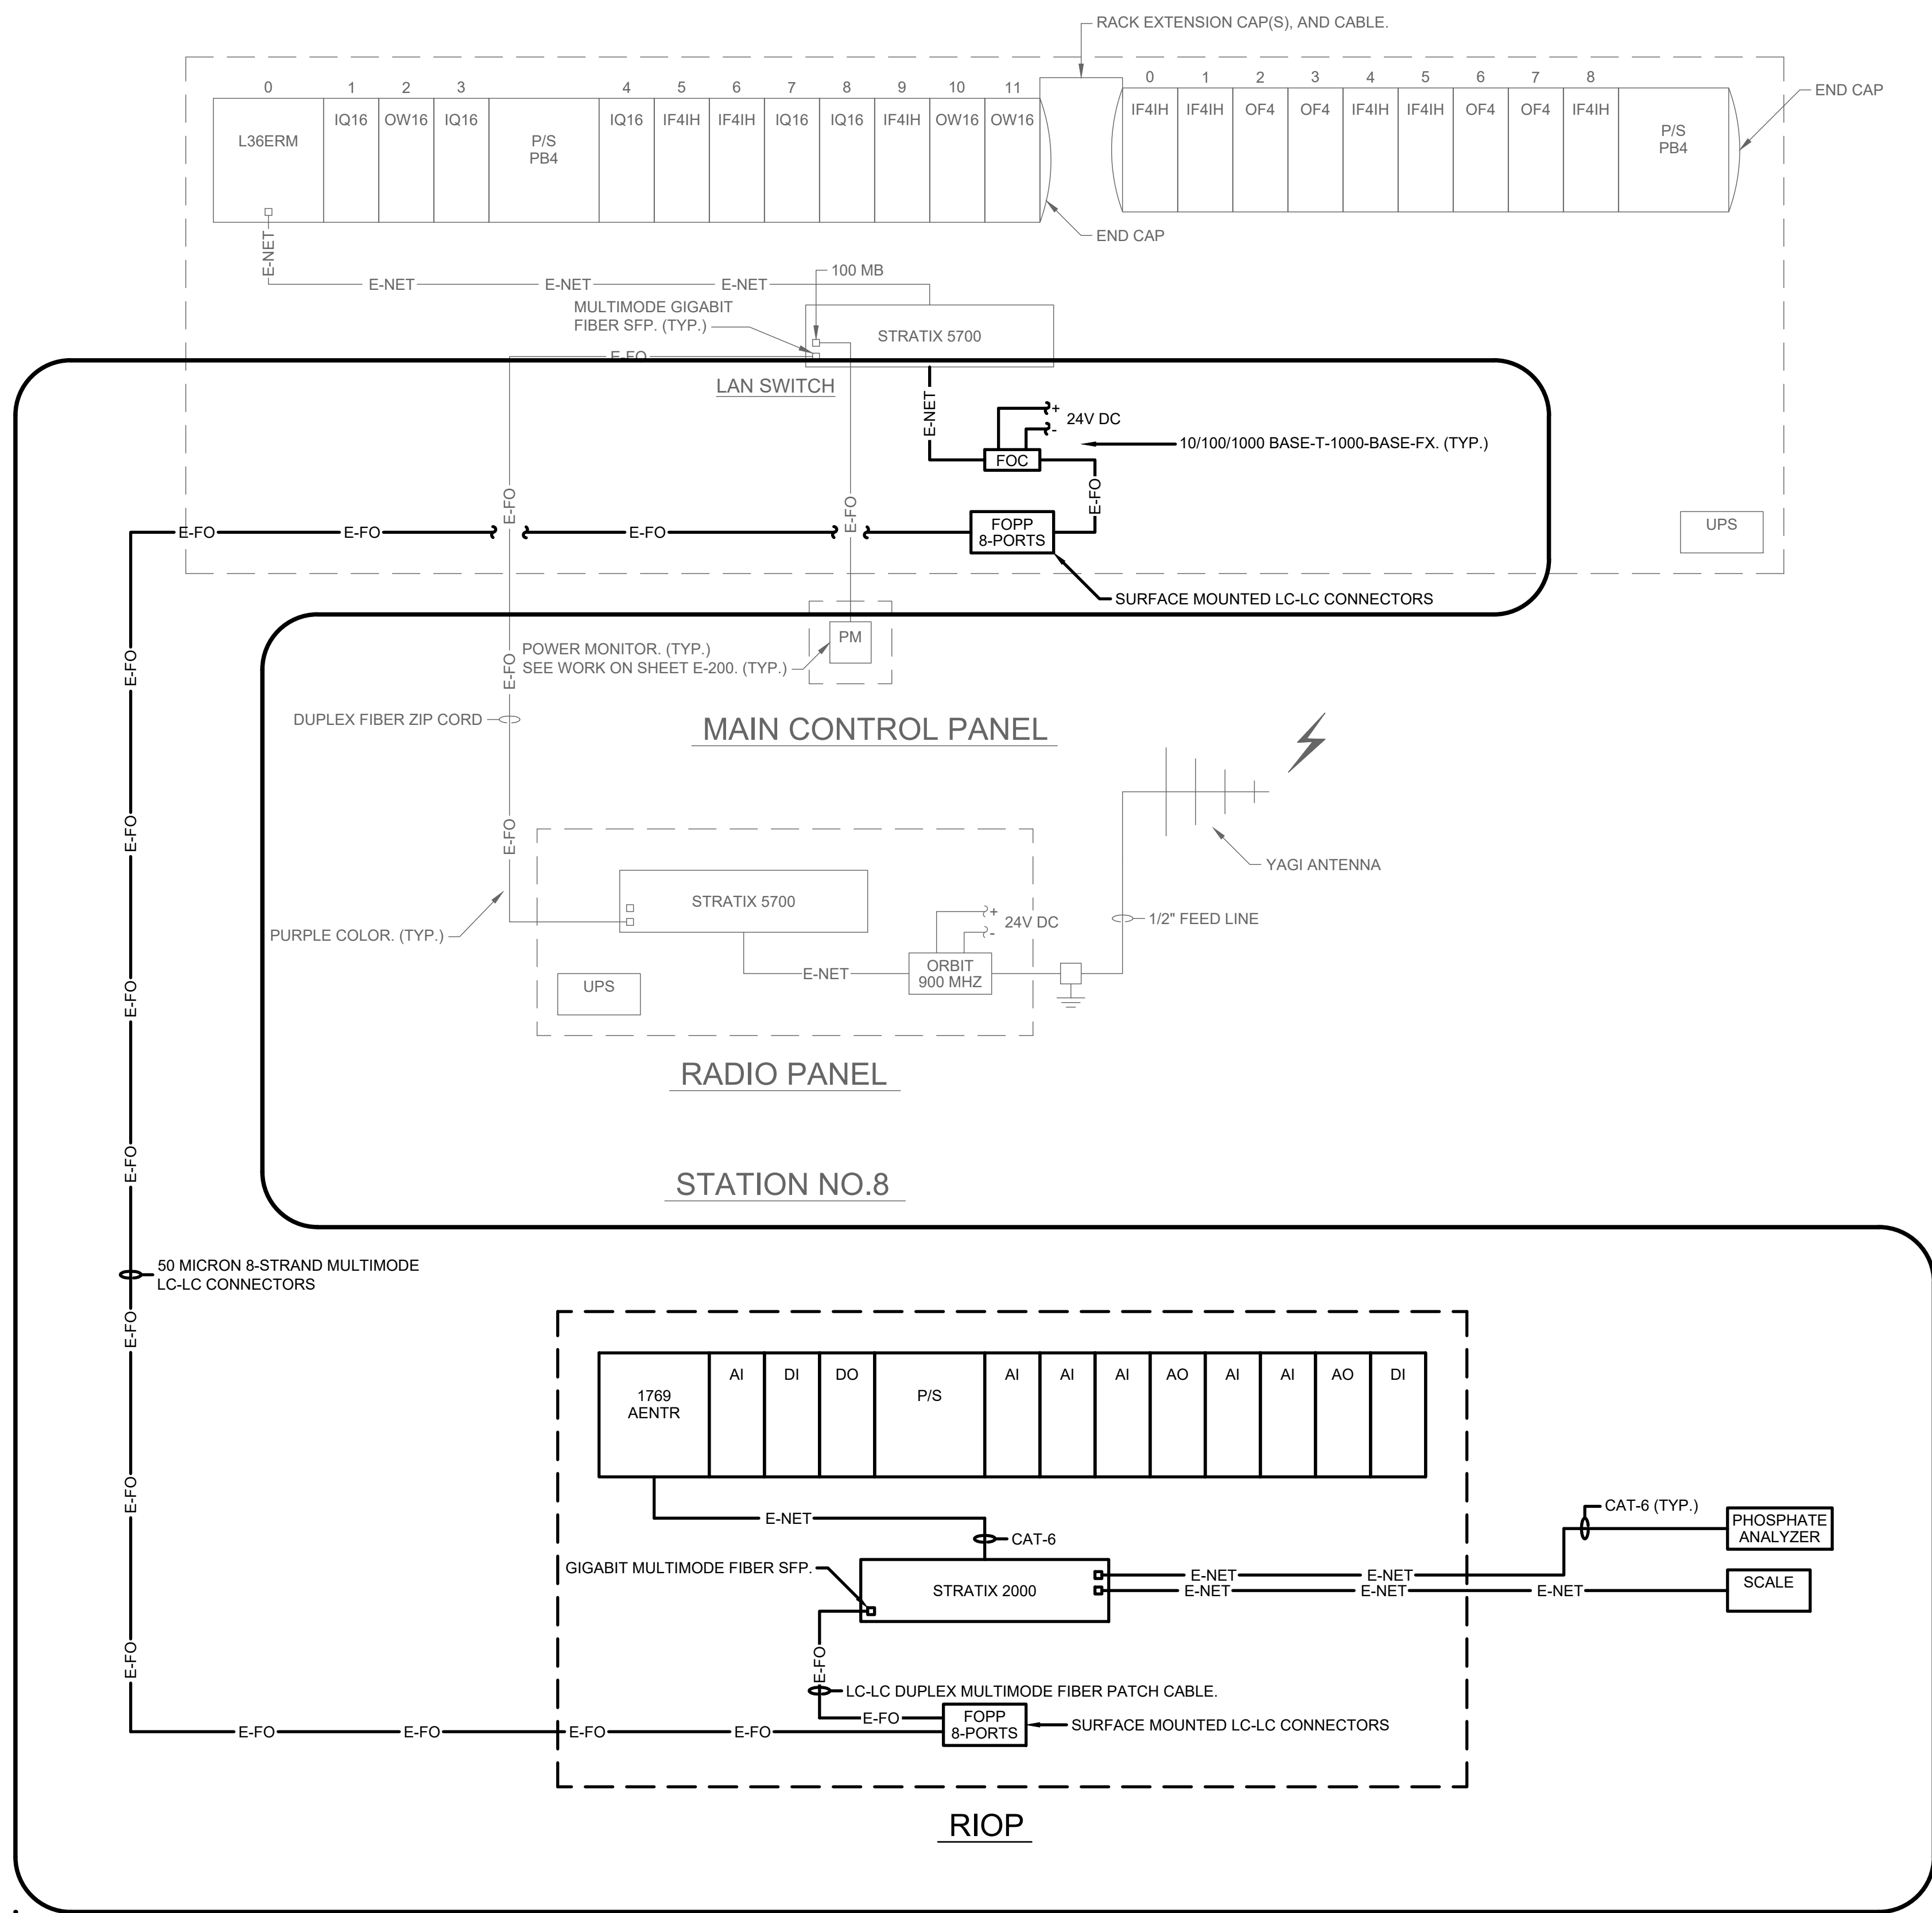 RACK EXTENSION CAP(S), AND CABLE.
0 1 2 3 4 5 6 7 8 9 10 11
0 1 2 3 4 5 6 7 8
END CAP
L36ERM
IQ16 OW16 IQ16
P/S
PB4
IQ16 IF4IH IF4IH IQ16 IQ16 IF4IH OW16 OW16
IF4IH IF4IH OF4 OF4 IF4IH IF4IH OF4 OF4 IF4IH
P/S
PB4
END CAP
E-NET
E-NET E-NET E-NET
100 MB
MULTIMODE GIGABIT
FIBER SFP. (TYP.)
STRATIX 5700
E-FO
LAN SWITCH
E-NET
+
-
24V DC
FOC
10/100/1000 BASE-T-1000-BASE-FX. (TYP.)
E-FO
E-FO
E-FO
E-FO E-FO E-FO
FOPP
8-PORTS
UPS
SURFACE MOUNTED LC-LC CONNECTORS
PM
POWER MONITOR. (TYP.)
SEE WORK ON SHEET E-200. (TYP.)
E-FO
E-FO
DUPLEX FIBER ZIP CORD
MAIN CONTROL PANEL
E-FO
E-FO
YAGI ANTENNA
STRATIX 5700
+
-
24V DC
1/2" FEED LINE
PURPLE COLOR. (TYP.)
E-NET
ORBIT
900 MHZ
UPS
E-FO
RADIO PANEL
E-FO
STATION NO.8
50 MICRON 8-STRAND MULTIMODE
LC-LC CONNECTORS
E-FO
1769
AENTR
AI DI DO
P/S
AI AI AI AO AI AI AO DI
E-FO
E-NET
CAT-6
CAT-6 (TYP.)
PHOSPHATE
ANALYZER
GIGABIT MULTIMODE FIBER SFP.
STRATIX 2000
E-NET E-NET
E-NET E-NET E-NET
SCALE
E-FO
E-FO
LC-LC DUPLEX MULTIMODE FIBER PATCH CABLE.
E-FO
FOPP
8-PORTS
SURFACE MOUNTED LC-LC CONNECTORS
E-FO E-FO E-FO E-FO
RIOP